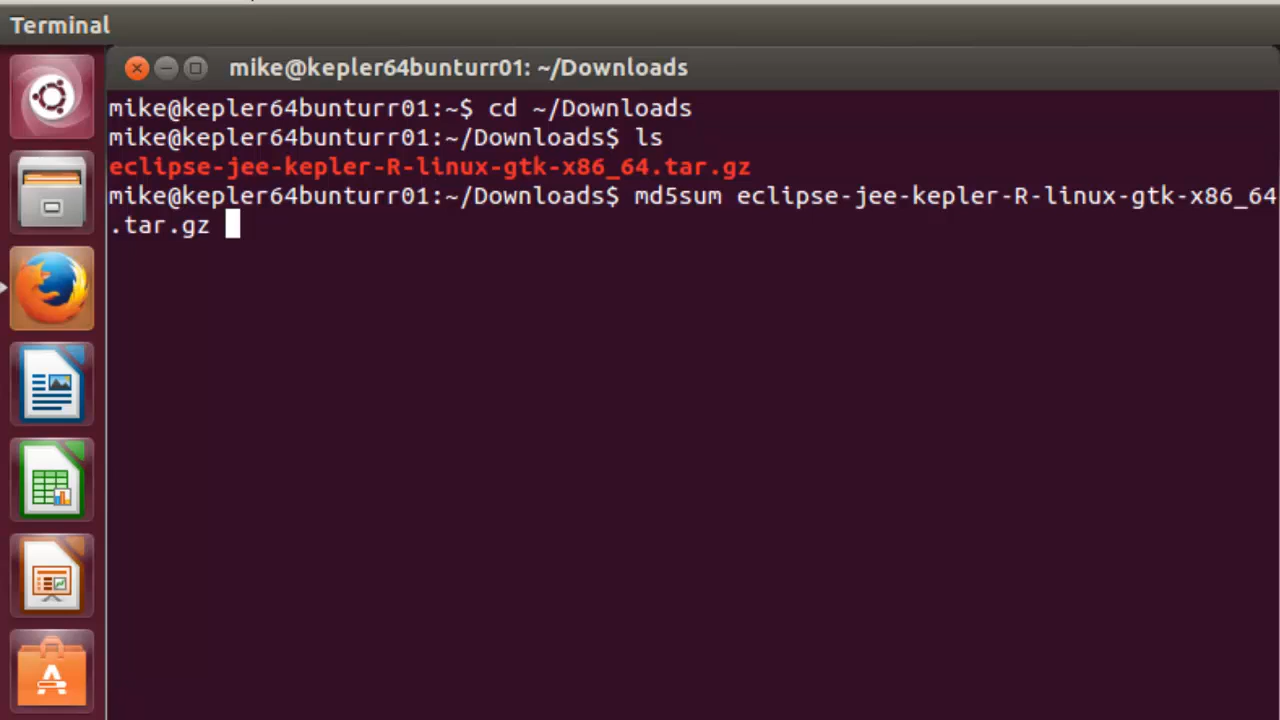 Terminal
mike@kepler64bunturr01: ~/Downloads
mike@kepler64bunturr01:~$ cd ~/Downloads
mike@kepler64bunturr01:~/Downloads$ ls
eclipse-jee-kepler-R-linux-gtk-x86_64.tar.gz
mike@kepler64bunturr01:~/Downloads$ md5sum eclipse-jee-kepler-R-linux-gtk-x86_64
.tar.gz